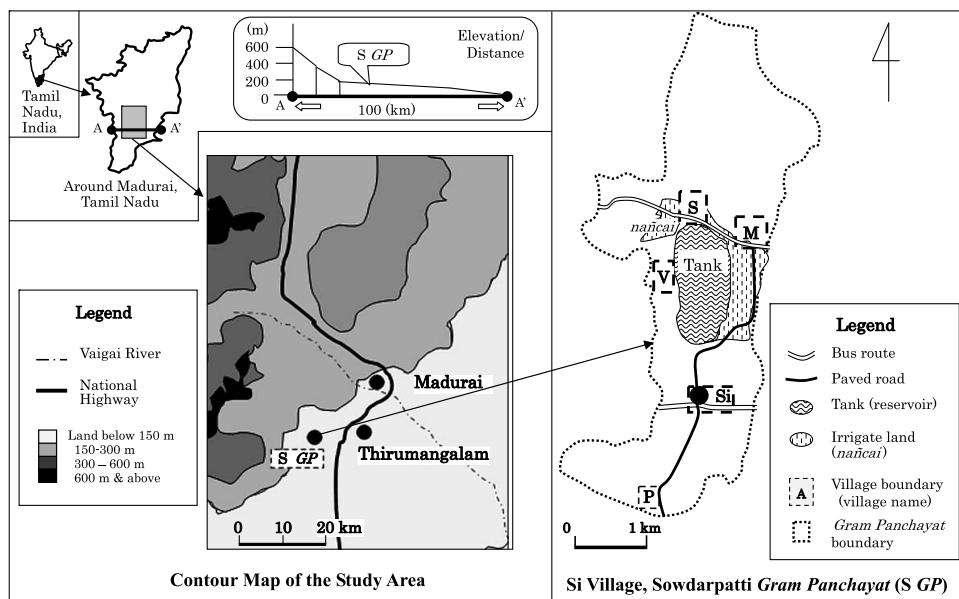 Tamil
Nadu,
India
A
A'
Around Madurai,
Tamil Nadu
(m)
600
400
200
0
S GP
Elevation/
Distance
A
A'
100 (km)
Legend
Vaigai River
National
Highway
Land below 150 m
150-300 m
300 – 600 m
600 m & above
Madurai
Thirumangalam
S GP
0 10 20 km
Contour Map of the Study Area
S
nañcai
M
Tank
V
Si
P
0 1 km
Legend
Bus route
Paved road
Tank (reservoir)
Irrigate land
(nañcai)
A
Village boundary
(village name)
Gram Panchayat
boundary
Si Village, Sowdarpatti Gram Panchayat (S GP)